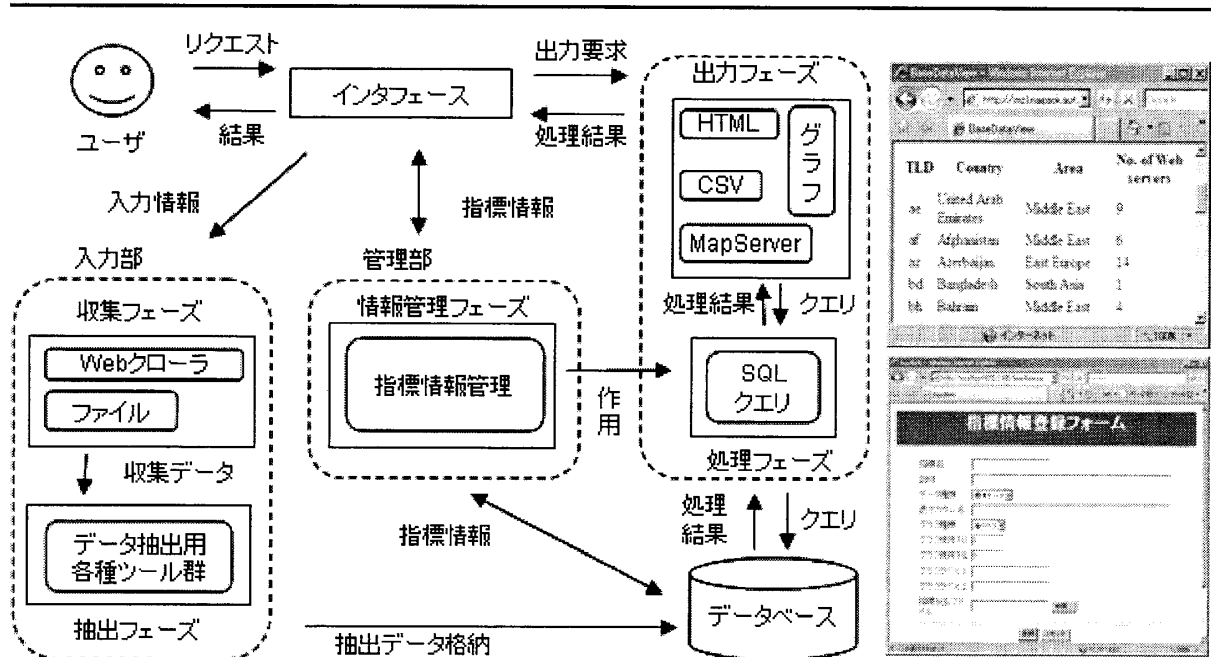 リクエスト
結果
ユーザ
インタフェース
出力要求
処理結果
出力フェーズ
HTML
CSV
グラフ
MapServer
入力情報
指標情報
入力部
収集フェーズ
Webクローラ
ファイル
収集データ
データ抽出用
各種ツール群
抽出フェーズ
管理部
情報管理フェーズ
指標情報管理
作用
処理結果
クエリ
SQL
クエリ
処理フェーズ
指標情報
処理
結果
クエリ
データベース
抽出データ格納
BaseDataView
TLD Country Area No. of Web
servers
ae United Arab
Emirates Middle East 9
af Afghanistan Middle East 6
az Azerbaijan East Europe 14
bd Bangladesh South Asia 1
bh Bahrain Middle East 4
インターネット
指標情報登録フォーム